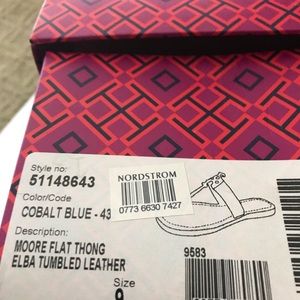 Style no:
51148643
Color/Code
COBALT BLUE - 43
NORDSTROM
0773 6630 7427
Description:
MOORE FLAT THONG
ELBA TUMBLED LEATHER
9583
Size
9